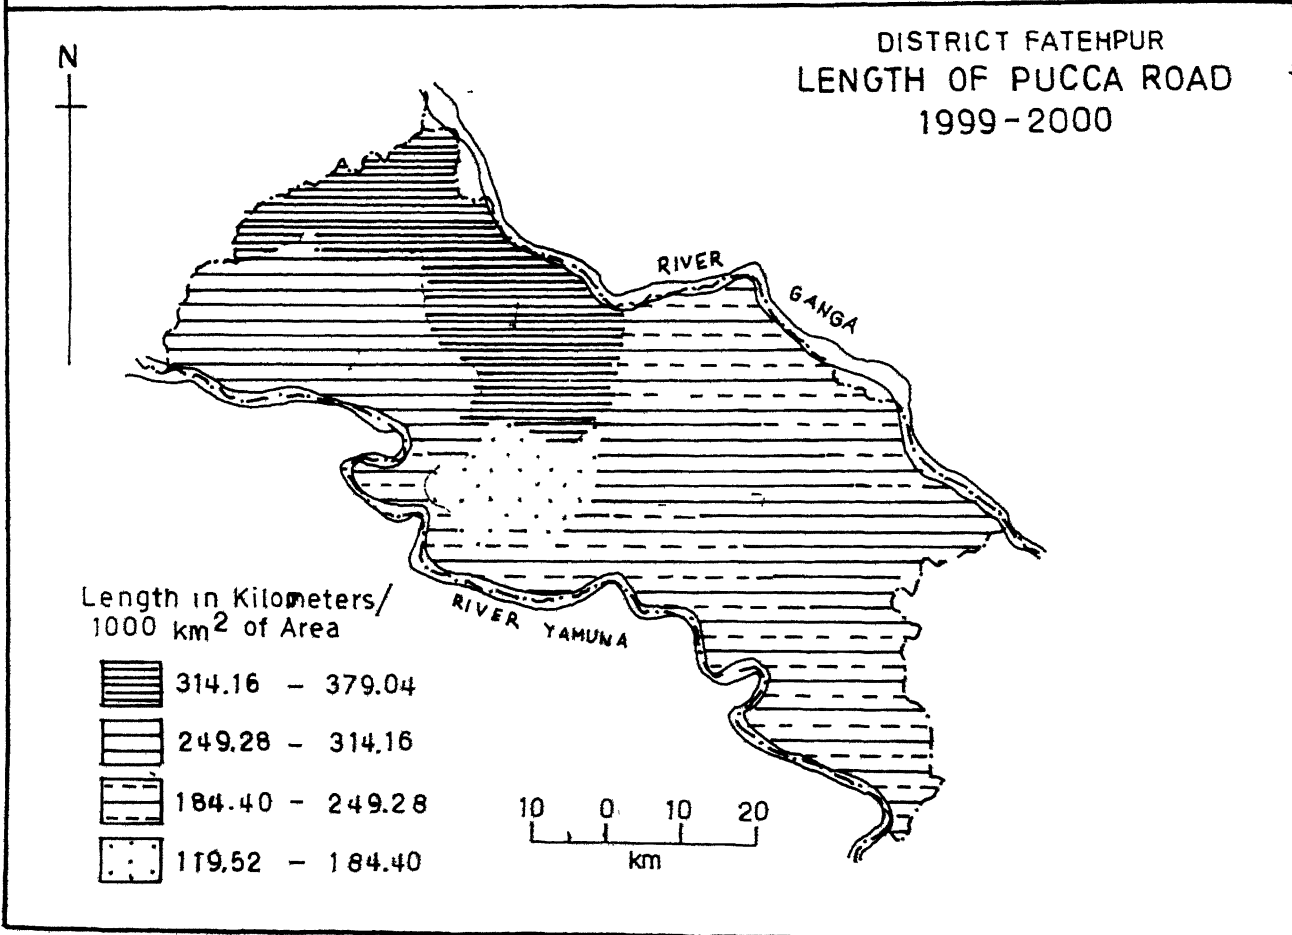 DISTRICT FATEHPUR
LENGTH OF PUCCA ROAD
1999-2000
N
RIVER GANGA
RIVER YAMUNA
Length in Kilometers/
1000 km² of Area
314.16 - 379.04
249.28 - 314.16
184.40 - 249.28
119.52 - 184.40
10 0 10 20
km